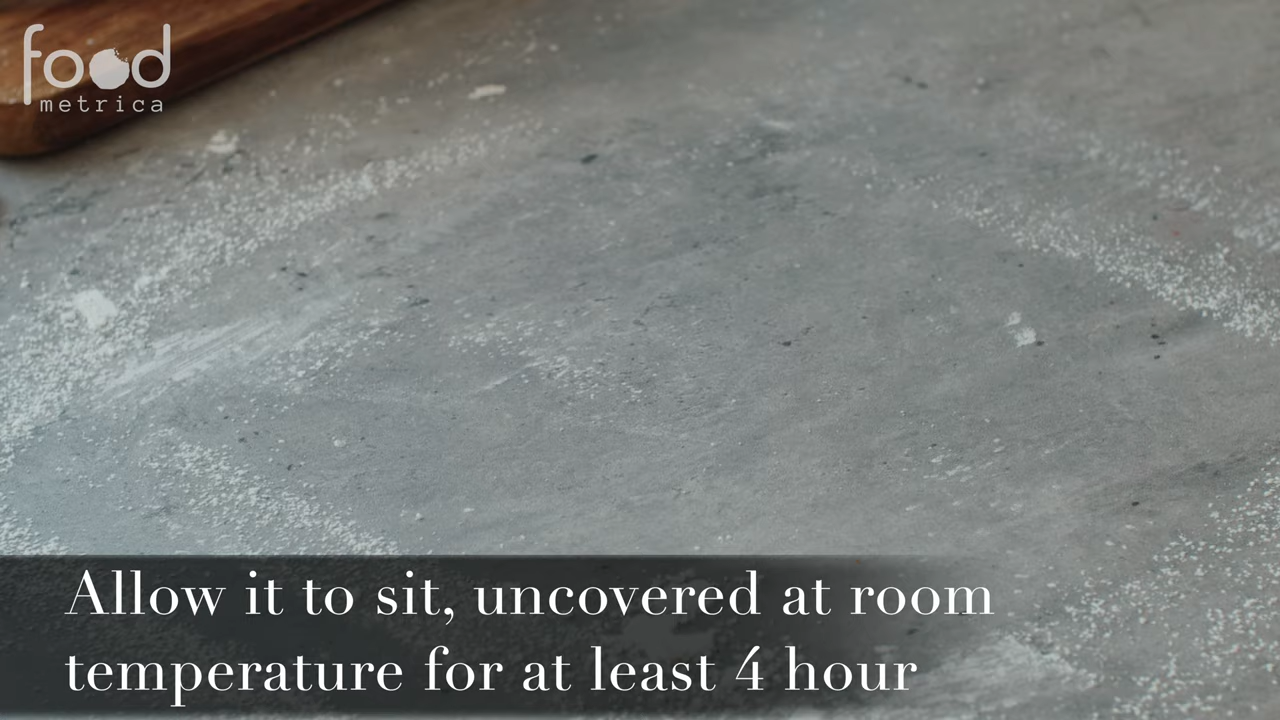 food
metrica
Allow it to sit, uncovered at room
temperature for at least 4 hour